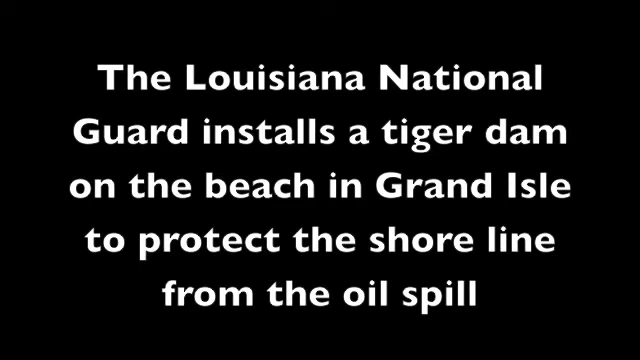 The Louisiana National
Guard installs a tiger dam
on the beach in Grand Isle
to protect the shore line
from the oil spill